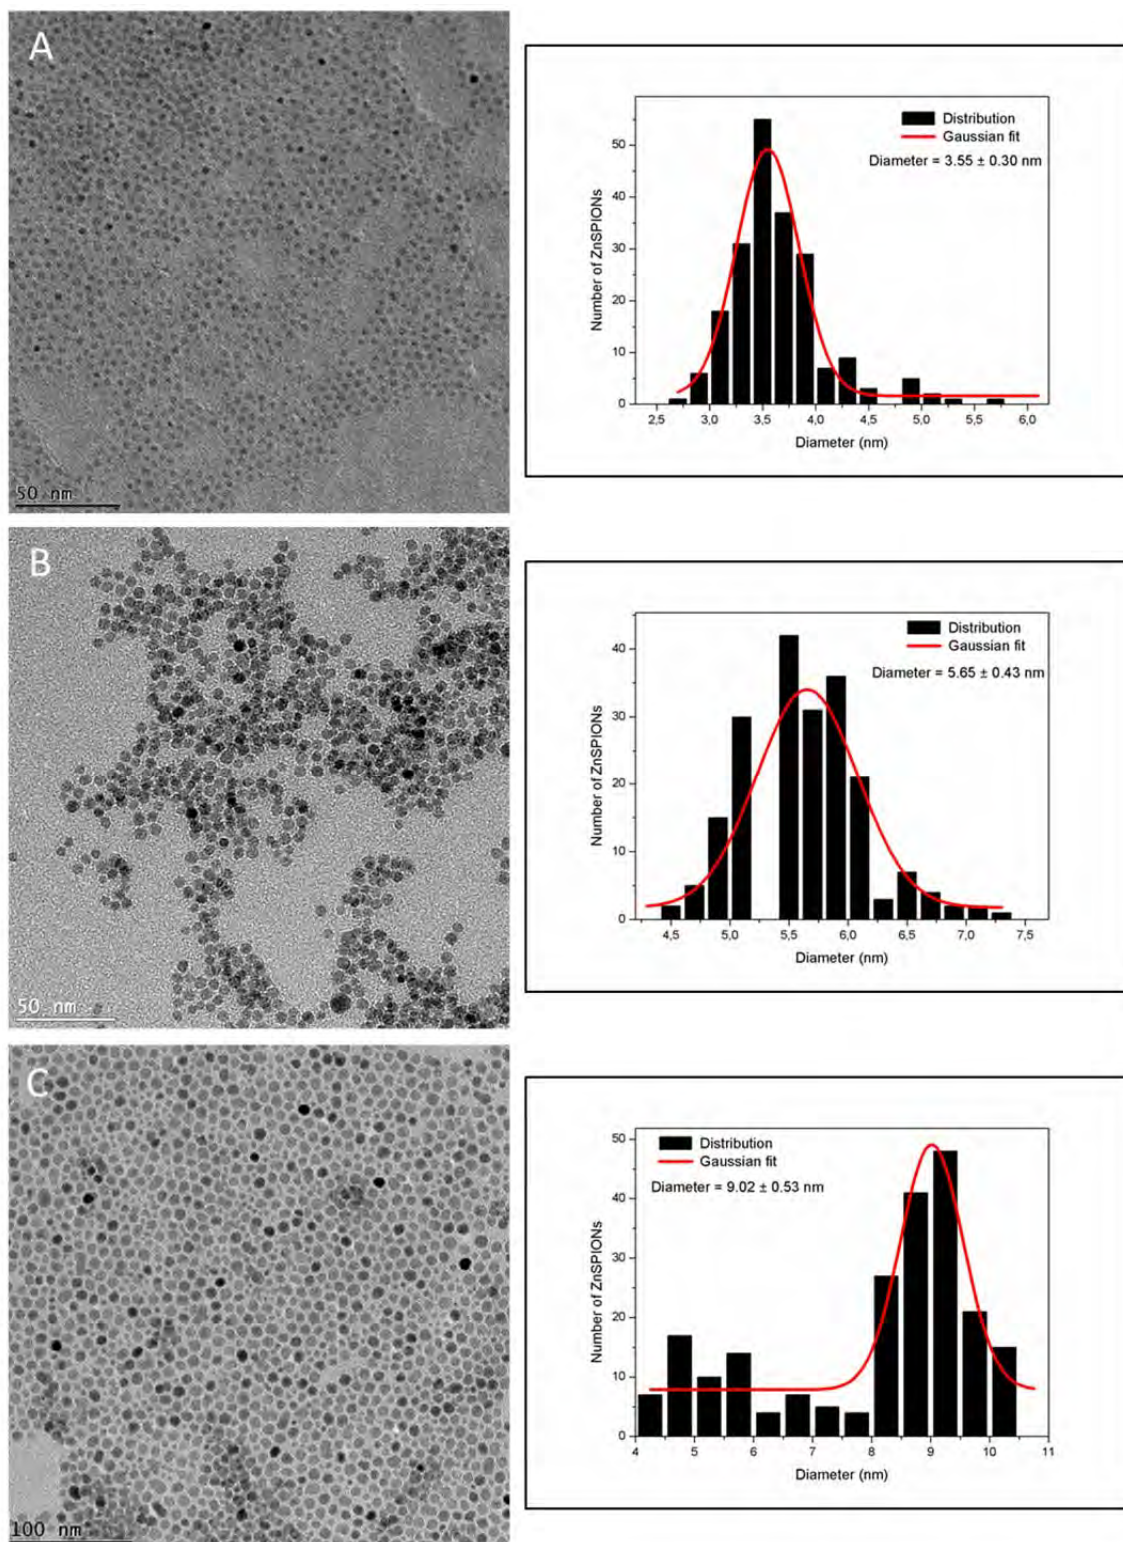 A
50 nm
Distribution
Gaussian fit
Diameter = 3.55 ± 0.30 nm
Number of ZnSPIONs
50
40
30
20
10
0
2,5 3,0 3,5 4,0 4,5 5,0 5,5 6,0
Diameter (nm)
B
50 nm
Distribution
Gaussian fit
Diameter = 5.65 ± 0.43 nm
Number of ZnSPIONs
40
30
20
10
0
4,5 5,0 5,5 6,0 6,5 7,0 7,5
Diameter (nm)
C
100 nm
Distribution
Gaussian fit
Diameter = 9.02 ± 0.53 nm
Number of ZnSPIONs
50
40
30
20
10
0
4 5 6 7 8 9 10 11
Diameter (nm)